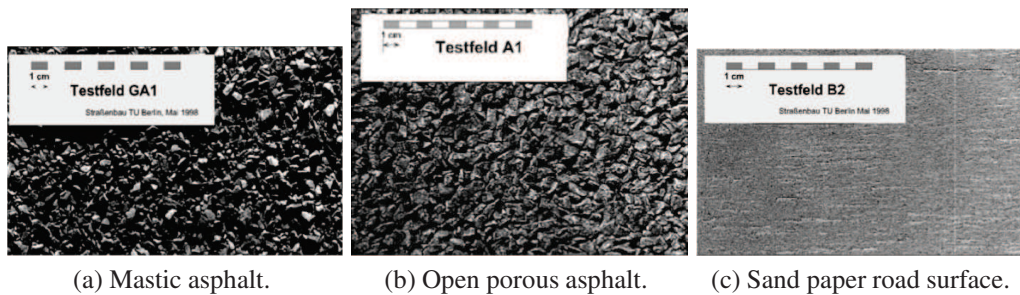 1 cm
Testfeld GA1
Straßenbau TU Berlin, Mai 1998
(a) Mastic asphalt.
1 cm
Testfeld A1
(b) Open porous asphalt.
1 cm
Testfeld B2
Straßenbau TU Berlin Mai 1998
(c) Sand paper road surface.